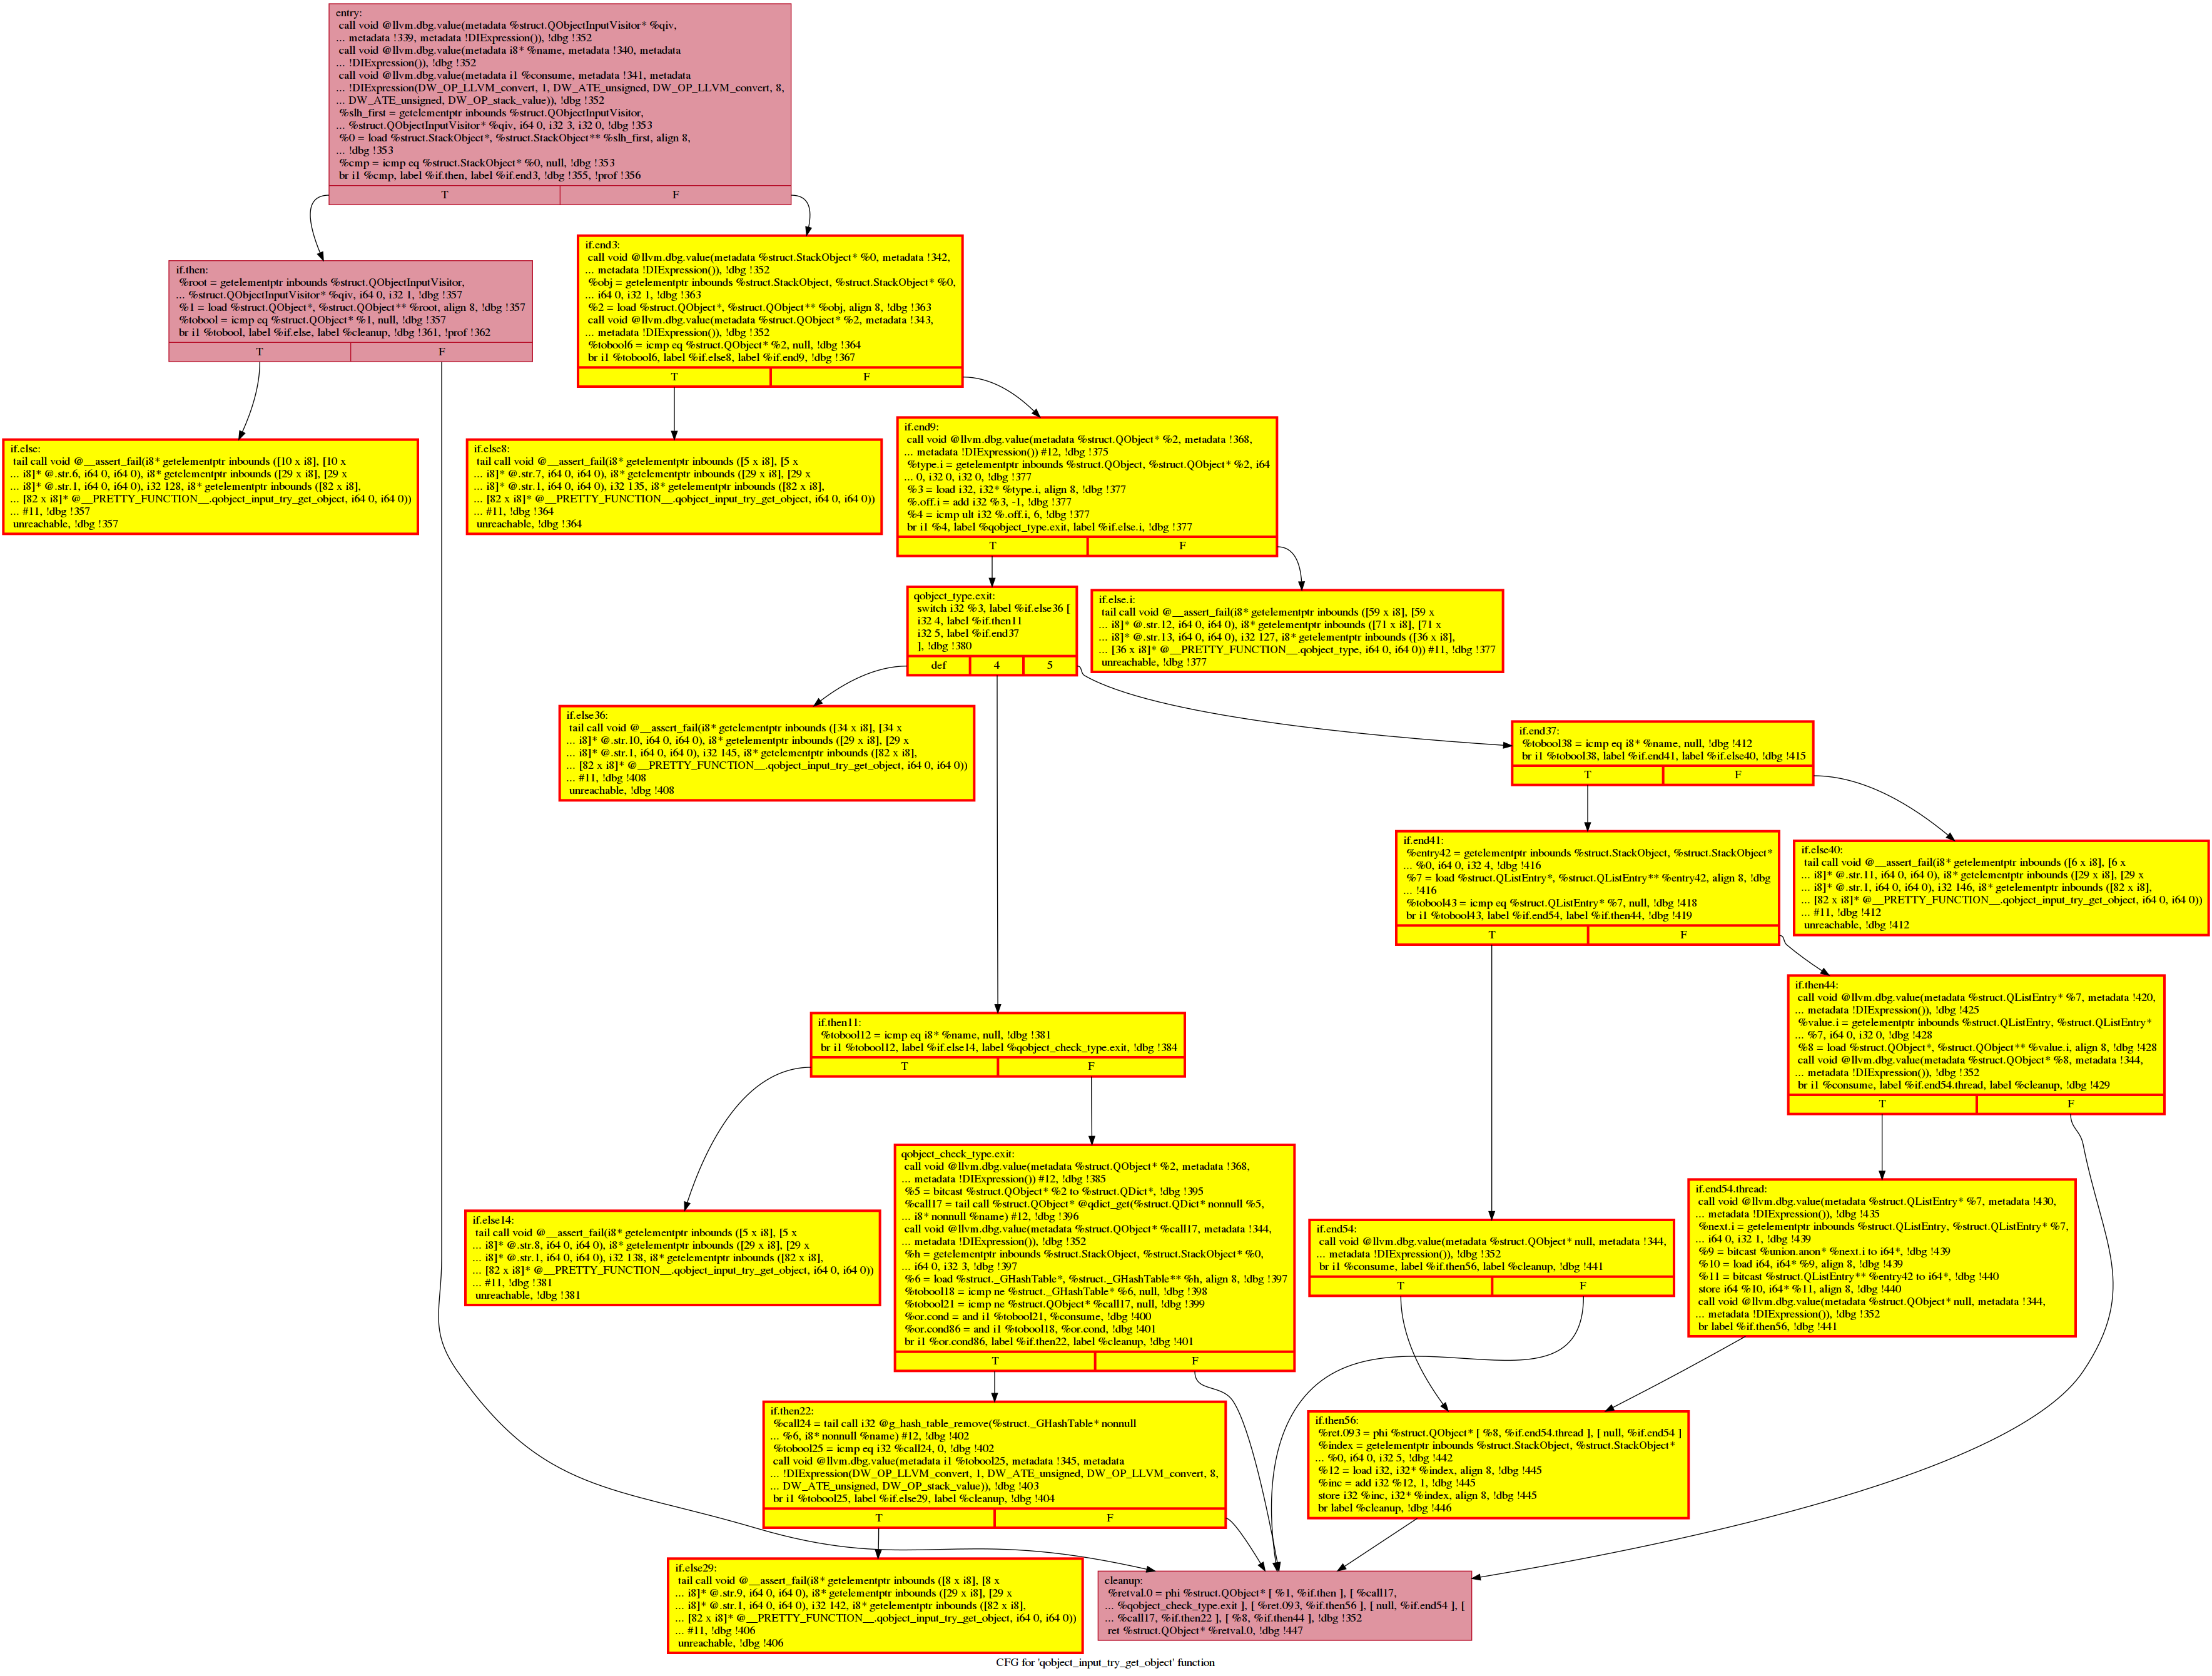 entry:
call void @llvm.dbg.value(metadata %struct.QObjectInputVisitor* %qiv,
... metadata !339, metadata !DIExpression()), !dbg !352
call void @llvm.dbg.value(metadata i8* %name, metadata !340, metadata
... !DIExpression()), !dbg !352
call void @llvm.dbg.value(metadata i1 %consume, metadata !341, metadata
... !DIExpression(DW_OP_LLVM_convert, 1, DW_ATE_unsigned, DW_OP_LLVM_convert, 8,
... DW_ATE_unsigned, DW_OP_stack_value)), !dbg !352
%slh_first = getelementptr inbounds %struct.QObjectInputVisitor,
... %struct.QObjectInputVisitor* %qiv, i64 0, i32 3, i32 0, !dbg !353
%0 = load %struct.StackObject*, %struct.StackObject** %slh_first, align 8,
... !dbg !353
%cmp = icmp eq %struct.StackObject* %0, null, !dbg !353
br i1 %cmp, label %if.then, label %if.end3, !dbg !355, !prof !356
T F
if.then:
%root = getelementptr inbounds %struct.QObjectInputVisitor,
... %struct.QObjectInputVisitor* %qiv, i64 0, i32 1, !dbg !357
%1 = load %struct.QObject*, %struct.QObject** %root, align 8, !dbg !357
%tobool = icmp eq %struct.QObject* %1, null, !dbg !357
br i1 %tobool, label %if.else, label %cleanup, !dbg !361, !prof !362
T F
if.end3:
call void @llvm.dbg.value(metadata %struct.StackObject* %0, metadata !342,
... metadata !DIExpression()), !dbg !352
%obj = getelementptr inbounds %struct.StackObject, %struct.StackObject* %0,
... i64 0, i32 1, !dbg !363
%2 = load %struct.QObject*, %struct.QObject** %obj, align 8, !dbg !363
call void @llvm.dbg.value(metadata %struct.QObject* %2, metadata !343,
... metadata !DIExpression()), !dbg !352
%tobool6 = icmp eq %struct.QObject* %2, null, !dbg !364
br i1 %tobool6, label %if.else8, label %if.end9, !dbg !367
T F
if.else:
tail call void @__assert_fail(i8* getelementptr inbounds ([10 x i8], [10 x
... i8]* @.str.6, i64 0, i64 0), i8* getelementptr inbounds ([29 x i8], [29 x
... i8]* @.str.1, i64 0, i64 0), i32 128, i8* getelementptr inbounds ([82 x i8],
... [82 x i8]* @__PRETTY_FUNCTION__.qobject_input_try_get_object, i64 0, i64 0))
... #11, !dbg !357
unreachable, !dbg !357
if.else8:
tail call void @__assert_fail(i8* getelementptr inbounds ([5 x i8], [5 x
... i8]* @.str.7, i64 0, i64 0), i8* getelementptr inbounds ([29 x i8], [29 x
... i8]* @.str.1, i64 0, i64 0), i32 135, i8* getelementptr inbounds ([82 x i8],
... [82 x i8]* @__PRETTY_FUNCTION__.qobject_input_try_get_object, i64 0, i64 0))
... #11, !dbg !364
unreachable, !dbg !364
if.end9:
call void @llvm.dbg.value(metadata %struct.QObject* %2, metadata !368,
... metadata !DIExpression()) #12, !dbg !375
%type.i = getelementptr inbounds %struct.QObject, %struct.QObject* %2, i64
... 0, i32 0, i32 0, !dbg !377
%3 = load i32, i32* %type.i, align 8, !dbg !377
%.off.i = add i32 %3, -1, !dbg !377
%4 = icmp ult i32 %.off.i, 6, !dbg !377
br i1 %4, label %qobject_type.exit, label %if.else.i, !dbg !377
T F
qobject_type.exit:
switch i32 %3, label %if.else36 [
i32 4, label %if.then11
i32 5, label %if.end37
], !dbg !380
def 4 5
if.else.i:
tail call void @__assert_fail(i8* getelementptr inbounds ([59 x i8], [59 x
... i8]* @.str.12, i64 0, i64 0), i8* getelementptr inbounds ([71 x i8], [71 x
... i8]* @.str.13, i64 0, i64 0), i32 127, i8* getelementptr inbounds ([36 x i8],
... [36 x i8]* @__PRETTY_FUNCTION__.qobject_type, i64 0, i64 0)) #11, !dbg !377
unreachable, !dbg !377
if.else36:
tail call void @__assert_fail(i8* getelementptr inbounds ([34 x i8], [34 x
... i8]* @.str.10, i64 0, i64 0), i8* getelementptr inbounds ([29 x i8], [29 x
... i8]* @.str.1, i64 0, i64 0), i32 145, i8* getelementptr inbounds ([82 x i8],
... [82 x i8]* @__PRETTY_FUNCTION__.qobject_input_try_get_object, i64 0, i64 0))
... #11, !dbg !408
unreachable, !dbg !408
if.end37:
%tobool38 = icmp eq i8* %name, null, !dbg !412
br i1 %tobool38, label %if.end41, label %if.else40, !dbg !415
T F
if.end41:
%entry42 = getelementptr inbounds %struct.StackObject, %struct.StackObject*
... %0, i64 0, i32 4, !dbg !416
%7 = load %struct.QListEntry*, %struct.QListEntry** %entry42, align 8, !dbg
... !416
%tobool43 = icmp eq %struct.QListEntry* %7, null, !dbg !418
br i1 %tobool43, label %if.end54, label %if.then44, !dbg !419
T F
if.else40:
tail call void @__assert_fail(i8* getelementptr inbounds ([6 x i8], [6 x
... i8]* @.str.11, i64 0, i64 0), i8* getelementptr inbounds ([29 x i8], [29 x
... i8]* @.str.1, i64 0, i64 0), i32 146, i8* getelementptr inbounds ([82 x i8],
... [82 x i8]* @__PRETTY_FUNCTION__.qobject_input_try_get_object, i64 0, i64 0))
... #11, !dbg !412
unreachable, !dbg !412
if.then44:
call void @llvm.dbg.value(metadata %struct.QListEntry* %7, metadata !420,
... metadata !DIExpression()), !dbg !425
%value.i = getelementptr inbounds %struct.QListEntry, %struct.QListEntry*
... %7, i64 0, i32 0, !dbg !428
%8 = load %struct.QObject*, %struct.QObject** %value.i, align 8, !dbg !428
call void @llvm.dbg.value(metadata %struct.QObject* %8, metadata !344,
... metadata !DIExpression()), !dbg !352
br i1 %consume, label %if.end54.thread, label %cleanup, !dbg !429
T F
if.then11:
%tobool12 = icmp eq i8* %name, null, !dbg !381
br i1 %tobool12, label %if.else14, label %qobject_check_type.exit, !dbg !384
T F
qobject_check_type.exit:
call void @llvm.dbg.value(metadata %struct.QObject* %2, metadata !368,
... metadata !DIExpression()) #12, !dbg !385
%5 = bitcast %struct.QObject* %2 to %struct.QDict*, !dbg !395
%call17 = tail call %struct.QObject* @qdict_get(%struct.QDict* nonnull %5,
... i8* nonnull %name) #12, !dbg !396
call void @llvm.dbg.value(metadata %struct.QObject* %call17, metadata !344,
... metadata !DIExpression()), !dbg !352
%h = getelementptr inbounds %struct.StackObject, %struct.StackObject* %0,
... i64 0, i32 3, !dbg !397
%6 = load %struct._GHashTable*, %struct._GHashTable** %h, align 8, !dbg !397
%tobool18 = icmp ne %struct._GHashTable* %6, null, !dbg !398
%tobool21 = icmp ne %struct.QObject* %call17, null, !dbg !399
%or.cond = and i1 %tobool21, %consume, !dbg !400
%or.cond86 = and i1 %tobool18, %or.cond, !dbg !401
br i1 %or.cond86, label %if.then22, label %cleanup, !dbg !401
T F
if.else14:
tail call void @__assert_fail(i8* getelementptr inbounds ([5 x i8], [5 x
... i8]* @.str.8, i64 0, i64 0), i8* getelementptr inbounds ([29 x i8], [29 x
... i8]* @.str.1, i64 0, i64 0), i32 138, i8* getelementptr inbounds ([82 x i8],
... [82 x i8]* @__PRETTY_FUNCTION__.qobject_input_try_get_object, i64 0, i64 0))
... #11, !dbg !381
unreachable, !dbg !381
if.end54:
call void @llvm.dbg.value(metadata %struct.QObject* null, metadata !344,
... metadata !DIExpression()), !dbg !352
br i1 %consume, label %if.then56, label %cleanup, !dbg !441
T F
if.end54.thread:
call void @llvm.dbg.value(metadata %struct.QListEntry* %7, metadata !430,
... metadata !DIExpression()), !dbg !435
%next.i = getelementptr inbounds %struct.QListEntry, %struct.QListEntry* %7,
... i64 0, i32 1, !dbg !439
%9 = bitcast %union.anon* %next.i to i64*, !dbg !439
%10 = load i64, i64* %9, align 8, !dbg !439
%11 = bitcast %struct.QListEntry** %entry42 to i64*, !dbg !440
store i64 %10, i64* %11, align 8, !dbg !440
call void @llvm.dbg.value(metadata %struct.QObject* null, metadata !344,
... metadata !DIExpression()), !dbg !352
br label %if.then56, !dbg !441
if.then22:
%call24 = tail call i32 @g_hash_table_remove(%struct._GHashTable* nonnull
... %6, i8* nonnull %name) #12, !dbg !402
%tobool25 = icmp eq i32 %call24, 0, !dbg !402
call void @llvm.dbg.value(metadata i1 %tobool25, metadata !345, metadata
... !DIExpression(DW_OP_LLVM_convert, 1, DW_ATE_unsigned, DW_OP_LLVM_convert, 8,
... DW_ATE_unsigned, DW_OP_stack_value)), !dbg !403
br i1 %tobool25, label %if.else29, label %cleanup, !dbg !404
T F
if.then56:
%ret.093 = phi %struct.QObject* [ %8, %if.end54.thread ], [ null, %if.end54 ]
%index = getelementptr inbounds %struct.StackObject, %struct.StackObject*
... %0, i64 0, i32 5, !dbg !442
%12 = load i32, i32* %index, align 8, !dbg !445
%inc = add i32 %12, 1, !dbg !445
store i32 %inc, i32* %index, align 8, !dbg !445
br label %cleanup, !dbg !446
if.else29:
tail call void @__assert_fail(i8* getelementptr inbounds ([8 x i8], [8 x
... i8]* @.str.9, i64 0, i64 0), i8* getelementptr inbounds ([29 x i8], [29 x
... i8]* @.str.1, i64 0, i64 0), i32 142, i8* getelementptr inbounds ([82 x i8],
... [82 x i8]* @__PRETTY_FUNCTION__.qobject_input_try_get_object, i64 0, i64 0))
... #11, !dbg !406
unreachable, !dbg !406
cleanup:
%retval.0 = phi %struct.QObject* [ %1, %if.then ], [ %call17,
... %qobject_check_type.exit ], [ %ret.093, %if.then56 ], [ null, %if.end54 ], [
... %call17, %if.then22 ], [ %8, %if.then44 ], !dbg !352
ret %struct.QObject* %retval.0, !dbg !447
CFG for 'qobject_input_try_get_object' function